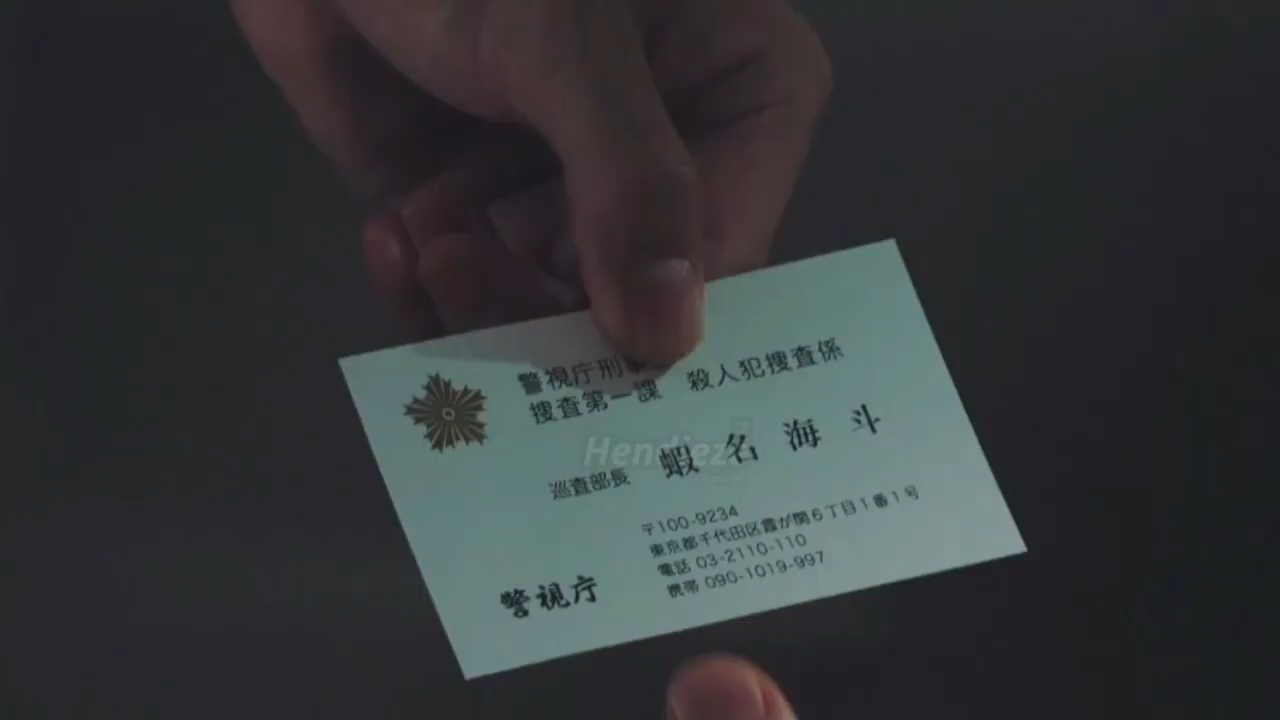 警視庁刑事
捜査第一課 殺人犯捜査係
巡査部長 蝦名海斗
〒100-9234
東京都千代田区霞が関6丁目1番1号
電話 03-2110-110
携帯 090-1019-997
警視庁
Hendiez